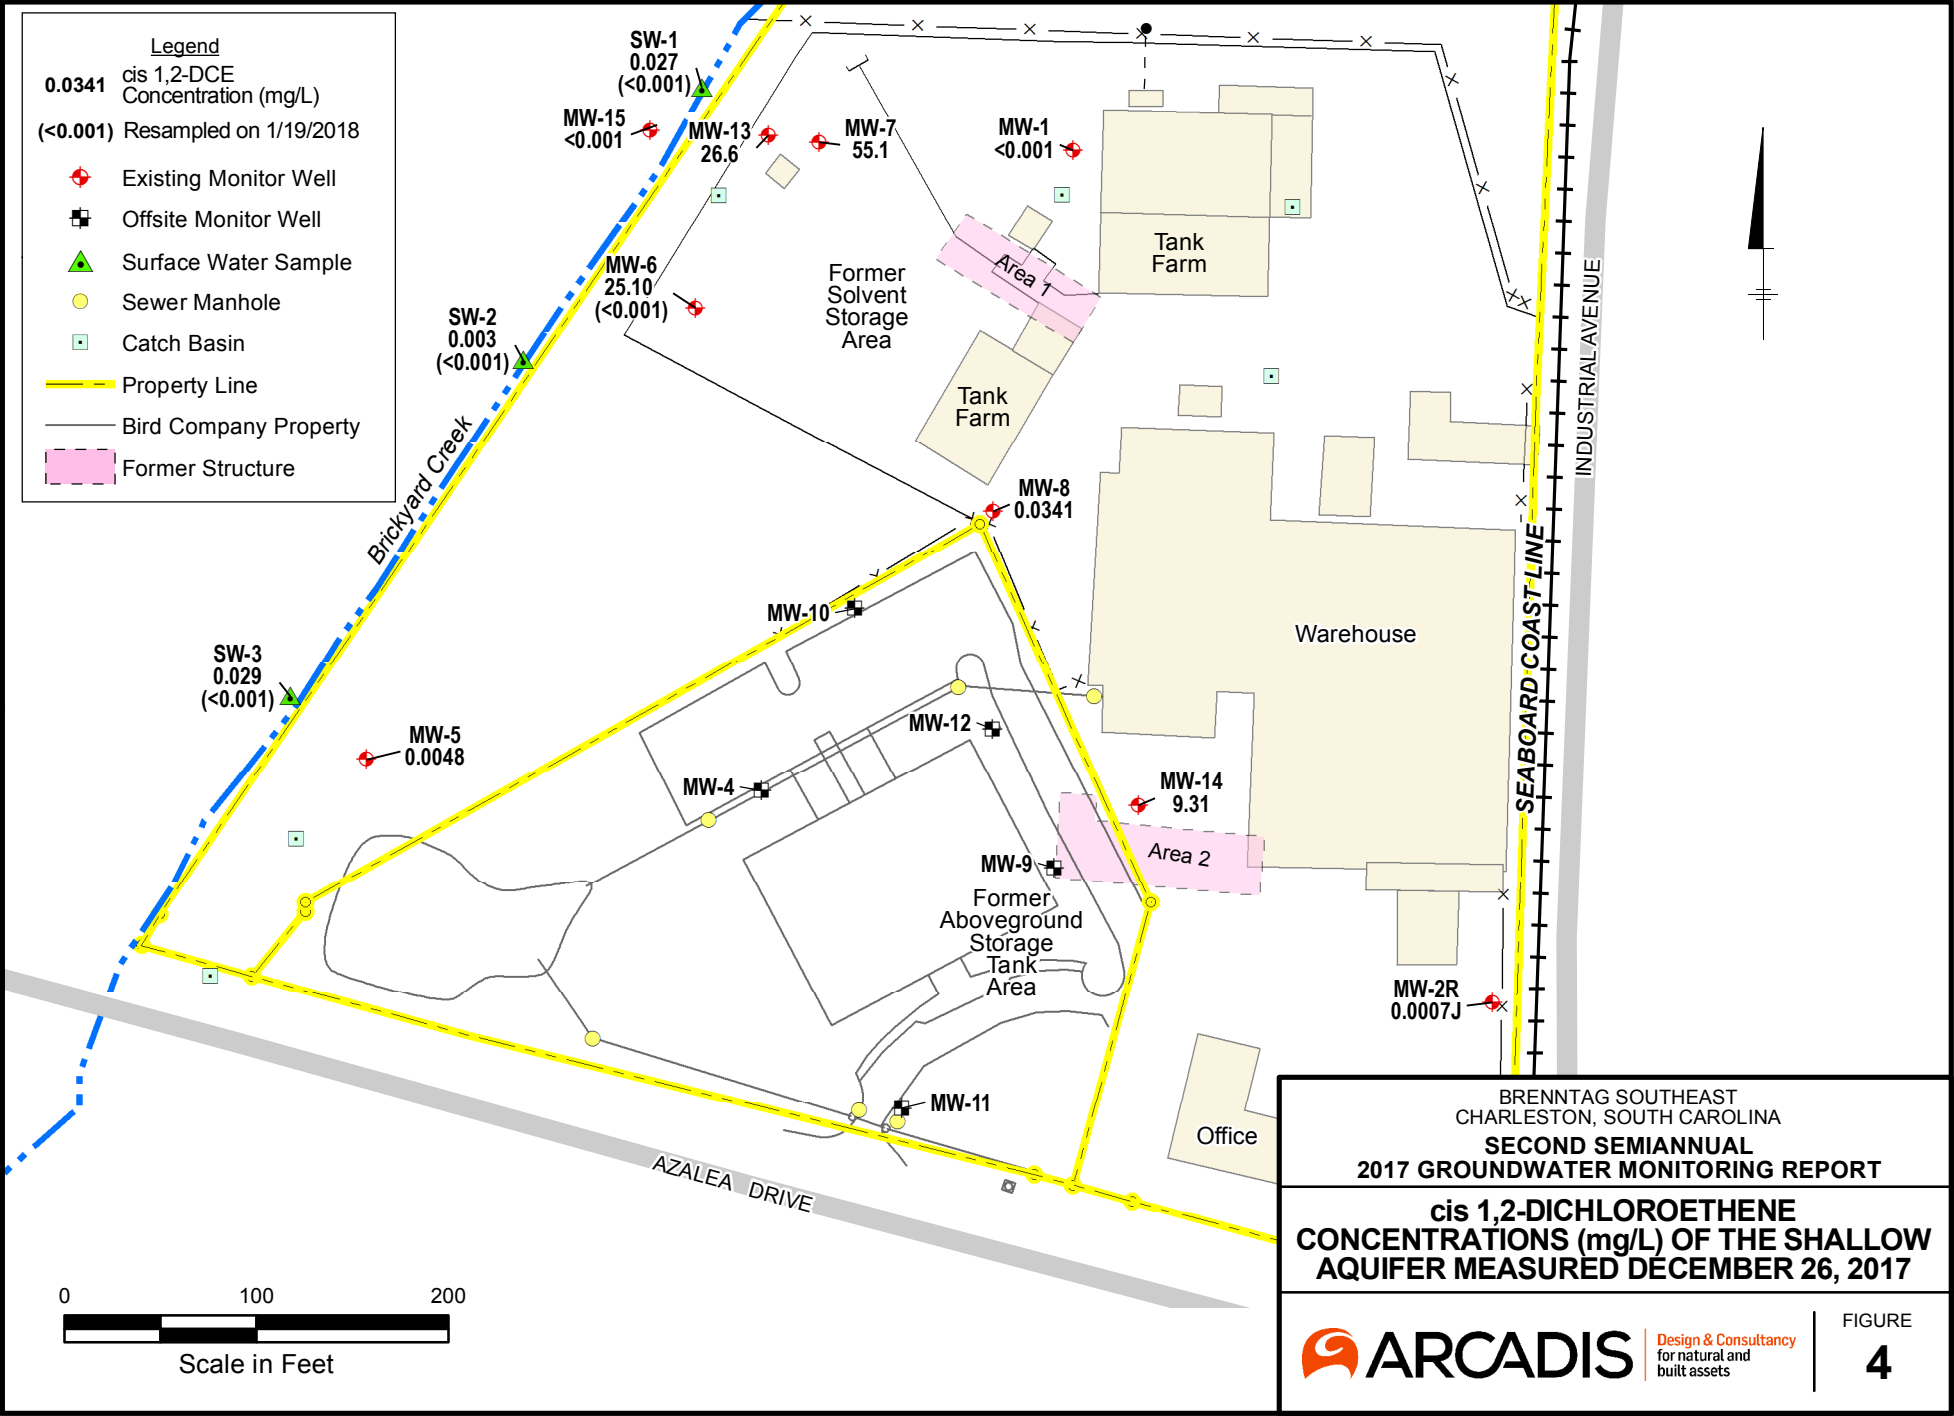 Legend
0.0341 cis 1,2-DCE
Concentration (mg/L)
(<0.001) Resampled on 1/19/2018
Existing Monitor Well
Offsite Monitor Well
Surface Water Sample
Sewer Manhole
Catch Basin
Property Line
Bird Company Property
Former Structure
SW-1
0.027
(<0.001)
MW-15
<0.001
MW-13
26.6
MW-7
55.1
MW-1
<0.001
Tank
Farm
Area 1
Former
Solvent
Storage
Area
MW-6
25.10
(<0.001)
SW-2
0.003
(<0.001)
Tank
Farm
Brickyard Creek
MW-8
0.0341
INDUSTRIAL AVENUE
SEABOARD COAST LINE
MW-10
Warehouse
SW-3
0.029
(<0.001)
MW-5
0.0048
MW-12
MW-4
MW-14
9.31
Area 2
MW-9
Former
Aboveground
Storage
Tank
Area
MW-2R
0.0007J
MW-11
Office
AZALEA DRIVE
0 100 200
Scale in Feet
BRENNTAG SOUTHEAST
CHARLESTON, SOUTH CAROLINA
SECOND SEMIANNUAL
2017 GROUNDWATER MONITORING REPORT
cis 1,2-DICHLOROETHENE
CONCENTRATIONS (mg/L) OF THE SHALLOW
AQUIFER MEASURED DECEMBER 26, 2017
ARCADIS
Design & Consultancy
for natural and
built assets
FIGURE
4